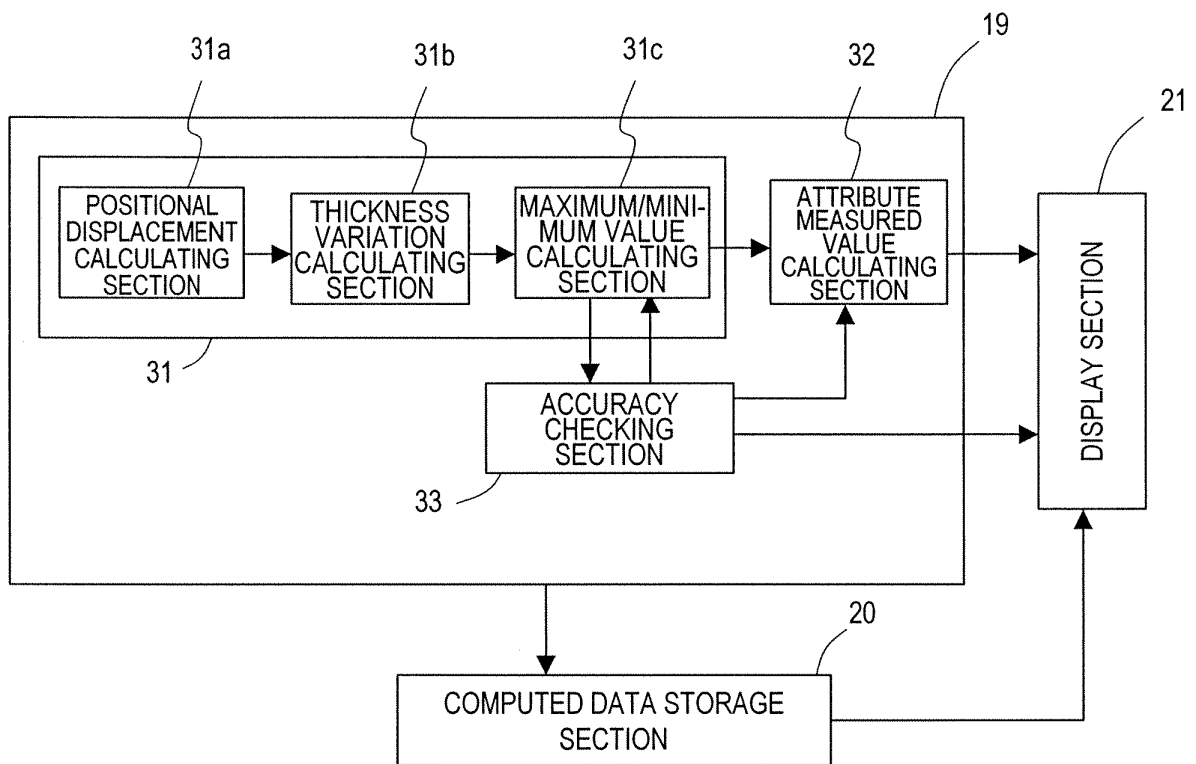 31a
31b
31c
32
19
21
POSITIONAL
DISPLACEMENT
CALCULATING
SECTION
THICKNESS
VARIATION
CALCULATING
SECTION
MAXIMUM/MINI-
MUM VALUE
CALCULATING
SECTION
ATTRIBUTE
MEASURED
VALUE
CALCULATING
SECTION
31
ACCURACY
CHECKING
SECTION
33
DISPLAY SECTION
20
COMPUTED DATA STORAGE
SECTION